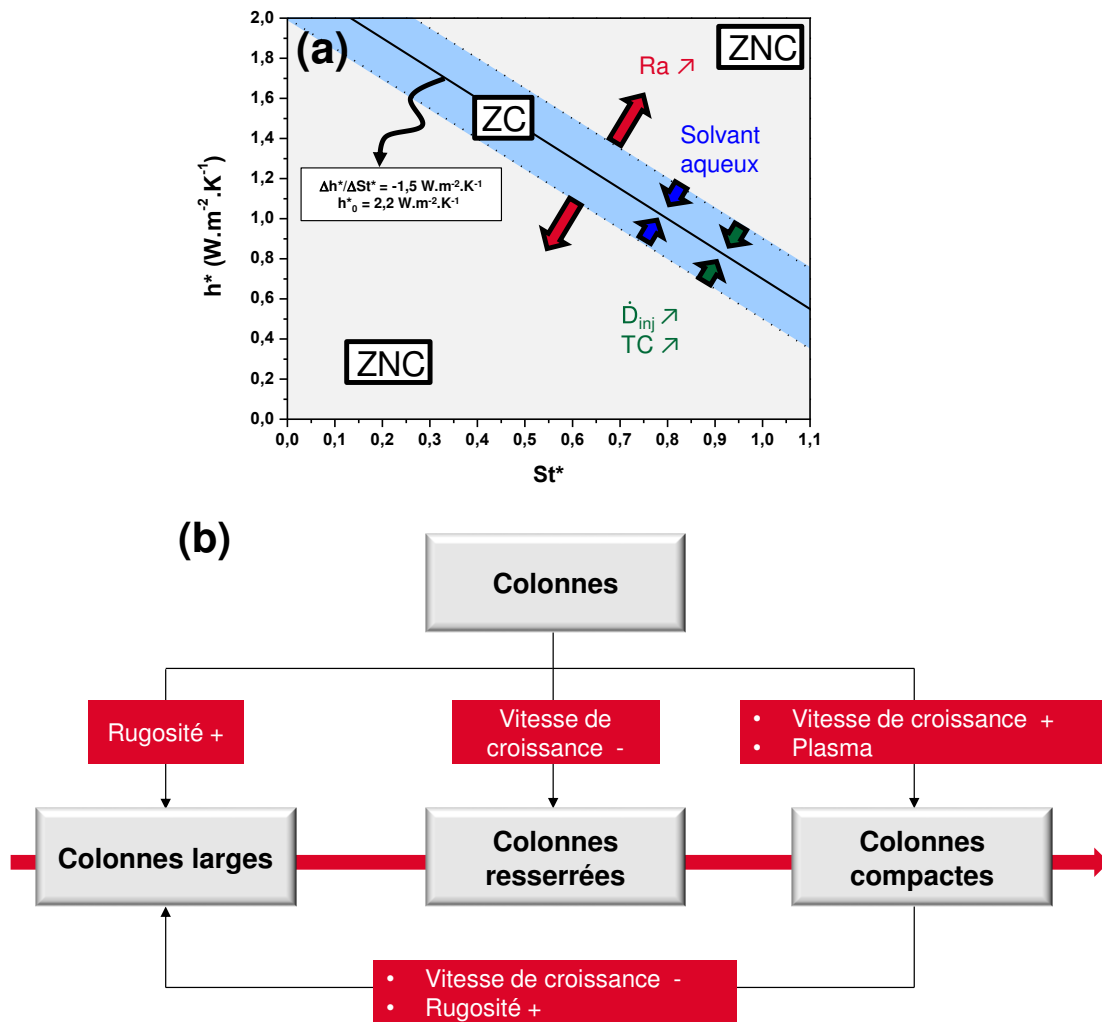 (a)
ZNC
Ra ↗
ZC
Solvant
aqueux
Δh*/ΔSt* = -1,5 W.m⁻².K⁻¹
h*₀ = 2,2 W.m⁻².K⁻¹
Ḋinj ↗
TC ↗
ZNC
h* (W.m⁻².K⁻¹)
2,0
1,8
1,6
1,4
1,2
1,0
0,8
0,6
0,4
0,2
0,0
0,0 0,1 0,2 0,3 0,4 0,5 0,6 0,7 0,8 0,9 1,0 1,1
St*
(b)
Colonnes
Rugosité +
Vitesse de
croissance -
• Vitesse de croissance +
• Plasma
Colonnes larges
Colonnes
resserrées
Colonnes
compactes
• Vitesse de croissance -
• Rugosité +